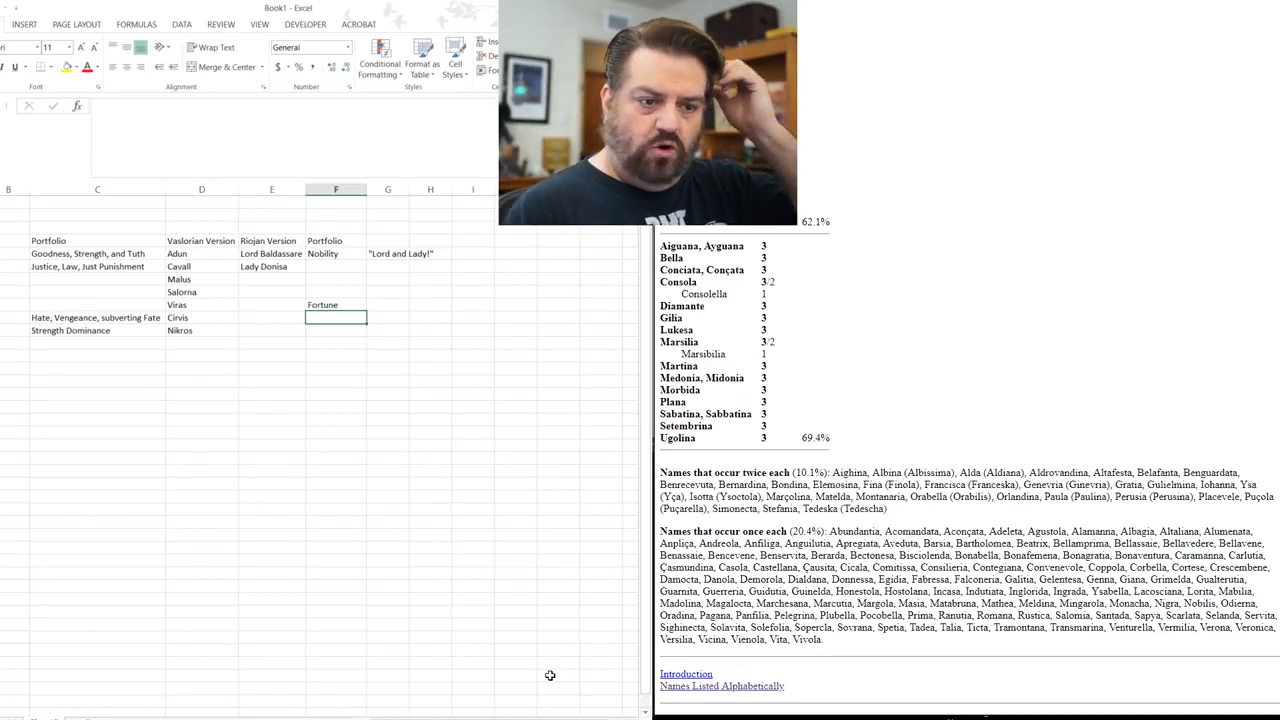 Book1 - Excel
INSERT PAGE LAYOUT FORMULAS DATA REVIEW VIEW DEVELOPER ACROBAT
11 A A Wrap Text General Conditional Formatting Format as Table Cell Styles
U A Merge & Center $ % ,
Font Alignment Number Styles
fx
B C D E F G H I
Portfolio Vaslorian Version Riojan Version Portfolio
Goodness, Strength, and Tuth Adun Lord Baldassare Nobility "Lord and Lady!"
Justice, Law, Just Punishment Cavall Lady Donisa
Malus
Salorna
Viras Fortune
Hate, Vengeance, subverting Fate Cirvis
Strength Dominance Nikros
62.1%
Aiguana, Ayguana 3
Bella 3
Conciata, Conçata 3
Consola 3/2
Consolella 1
Diamante 3
Gilia 3
Lukesa 3
Marsilia 3/2
Marsibilia 1
Martina 3
Medonia, Midonia 3
Morbida 3
Plana 3
Sabatina, Sabbatina 3
Setembrina 3
Ugolina 3 69.4%
Names that occur twice each (10.1%): Aighina, Albina (Albissima), Alda (Aldiana), Aldrovandina, Altafesta, Belafanta, Benguardata,
Benrecevuta, Bernardina, Bondina, Elemosina, Fina (Finola), Francisca (Franceska), Genevria (Ginevria), Gratia, Gulielmina, Iohanna, Ysa
(Yça), Isotta (Ysoctola), Marçolina, Matelda, Montanaria, Orabella (Orabilis), Orlandina, Paula (Paulina), Perusia (Perusina), Placevele, Puçola
(Puçarella), Simonecta, Stefania, Tedeska (Tedescha)
Names that occur once each (20.4%): Abundantia, Acomandata, Aconçata, Adeleta, Agustola, Alamanna, Albagia, Altaliana, Alumenata,
Anpliça, Andreola, Anfiliga, Anguilutia, Apregiata, Aveduta, Barsia, Bartholomea, Beatrix, Bellamprima, Bellassaie, Bellavedere, Bellavene,
Benassaie, Bencevene, Benservita, Berarda, Bectonesa, Bisciolenda, Bonabella, Bonafemena, Bonagratia, Bonaventura, Caramanna, Carlutia,
Çasmundina, Casola, Castellana, Çausita, Cicala, Comitissa, Consilieria, Contegiana, Convenevole, Coppola, Corbella, Cortese, Crescembene,
Damocta, Danola, Demorola, Dialdana, Donnessa, Egidia, Fabressa, Falconeria, Galitia, Gelentesa, Genna, Giana, Grimelda, Gualterutia,
Guarnita, Guerreria, Guidutia, Guinelda, Honestola, Hostolana, Incasa, Indutiata, Inglorida, Ingrada, Ysabella, Lacosciana, Lorita, Mabilia,
Madolina, Magalocta, Marchesana, Marcutia, Margola, Masia, Matabruna, Mathea, Meldina, Mingarola, Monacha, Nigra, Nobilis, Odierna,
Oradina, Pagana, Panfilia, Pelegrina, Plubella, Pocobella, Prima, Ranutia, Romana, Rustica, Salomia, Santada, Sapya, Scarlata, Selanda, Servita,
Sighinecta, Solavita, Solefolia, Sopercla, Sovrana, Spetia, Tadea, Talia, Ticta, Tramontana, Transmarina, Venturella, Vermilia, Verona, Veronica,
Versilia, Vicina, Vienola, Vita, Vivola.
Introduction
Names Listed Alphabetically